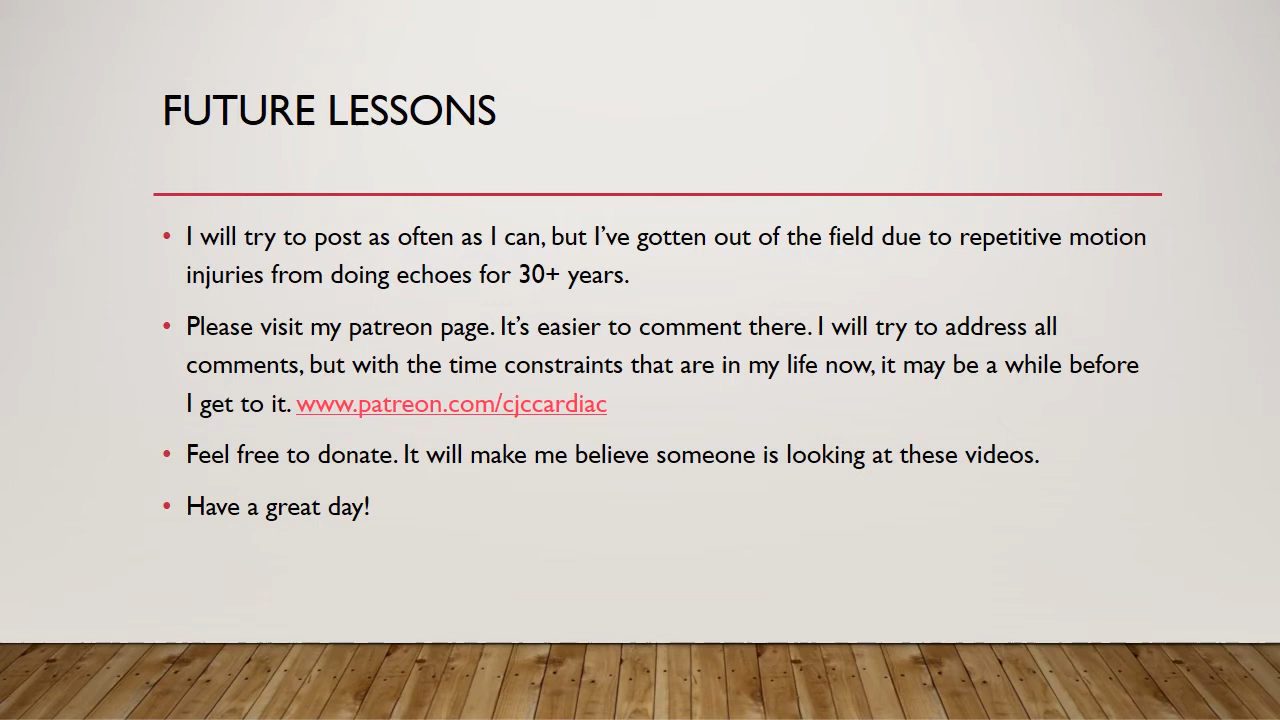 FUTURE LESSONS
• I will try to post as often as I can, but I’ve gotten out of the field due to repetitive motion
injuries from doing echoes for 30+ years.
• Please visit my patreon page. It’s easier to comment there. I will try to address all
comments, but with the time constraints that are in my life now, it may be a while before
I get to it. www.patreon.com/cjccardiac
• Feel free to donate. It will make me believe someone is looking at these videos.
• Have a great day!